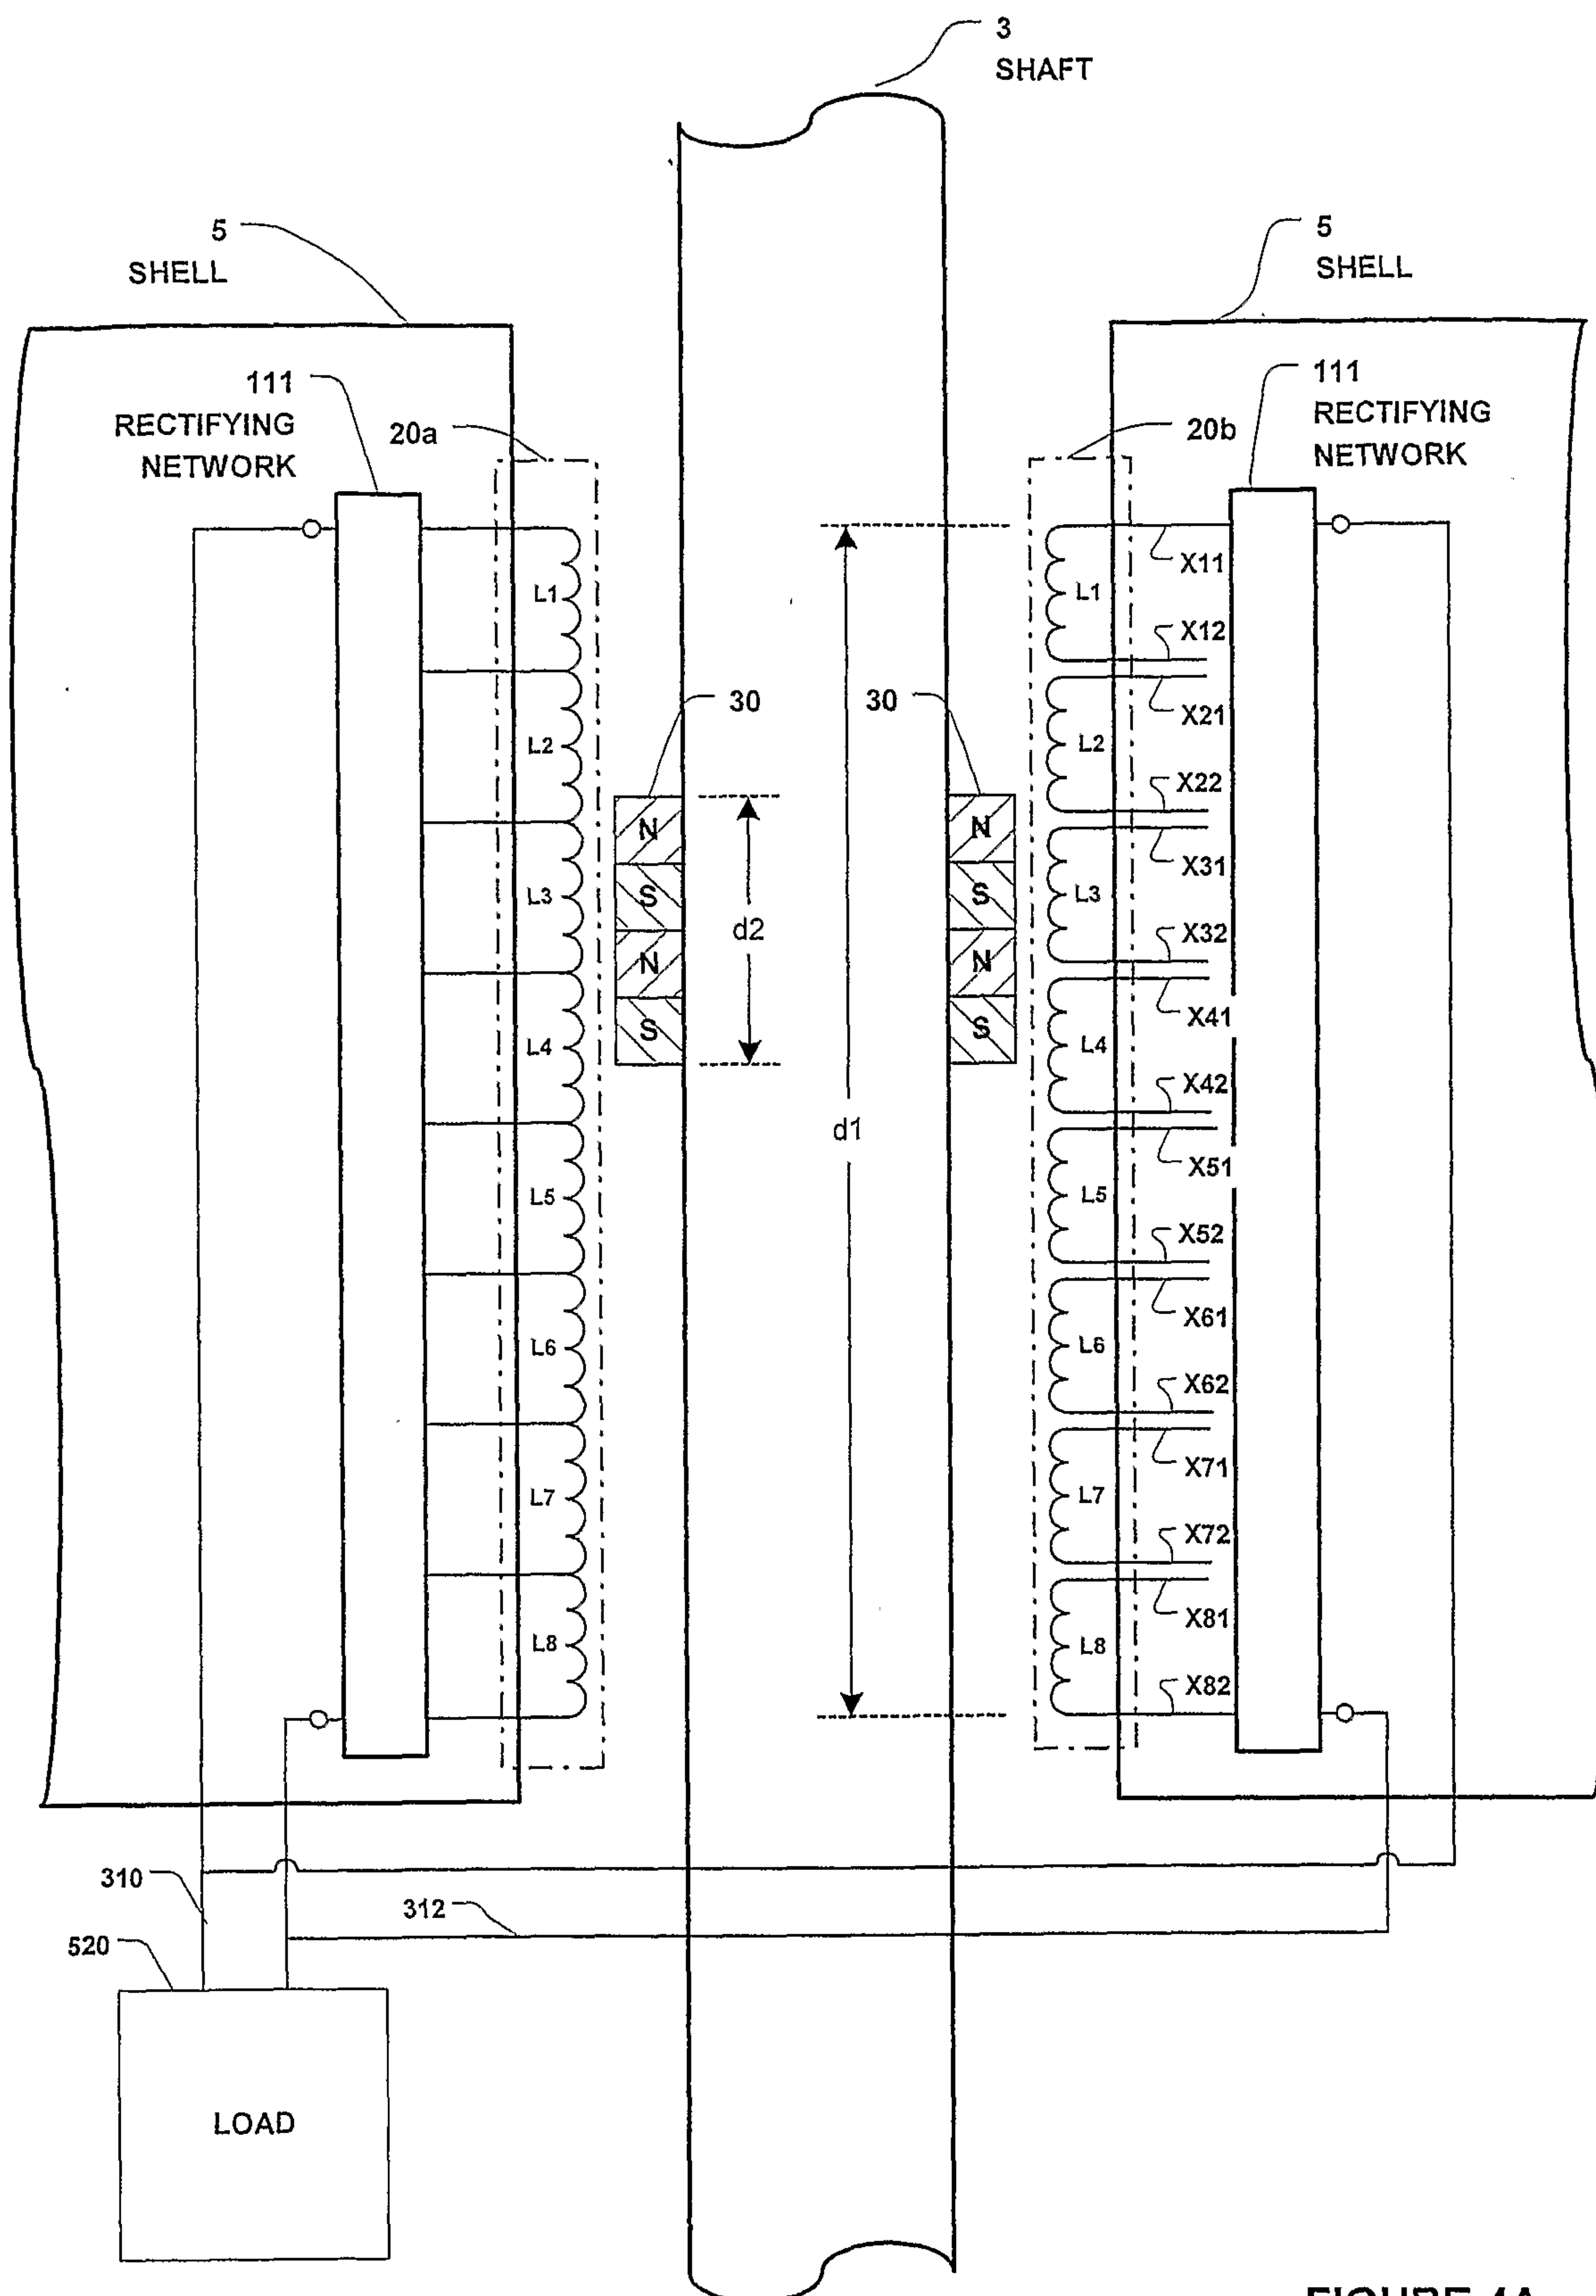 3
SHAFT
5
SHELL
5
SHELL
111
RECTIFYING
NETWORK
20a
20b
111
RECTIFYING
NETWORK
L1
L1
X11
X12
30
30
X21
L2
L2
X22
N
N
X31
L3
S
d2
S
L3
X32
N
N
X41
L4
S
S
L4
X42
d1
X51
L5
L5
X52
X61
L6
L6
X62
X71
L7
L7
X72
X81
L8
L8
X82
310
312
520
LOAD